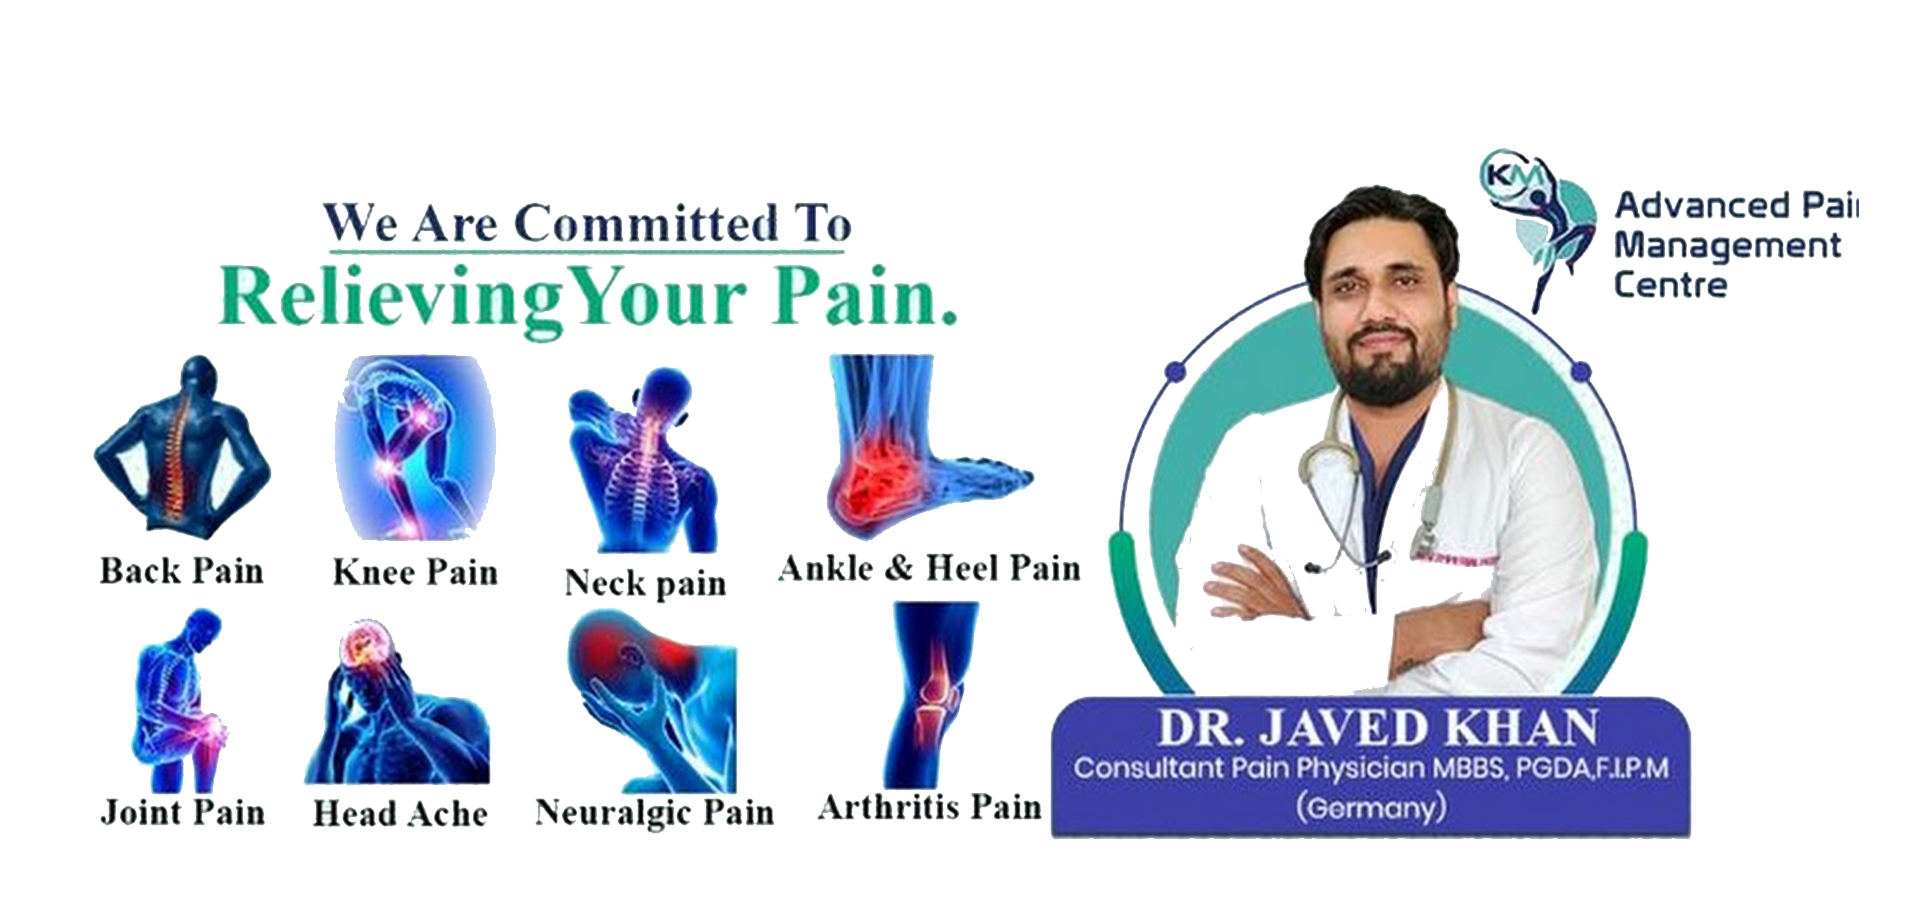 We Are Committed To
Relieving Your Pain.
Back Pain
Knee Pain
Neck pain
Ankle & Heel Pain
Joint Pain
Head Ache
Neuralgic Pain
Arthritis Pain
KM
Advanced Pai
Management
Centre
DR. JAVED KHAN
Consultant Pain Physician MBBS, PGDA,F.I.P.M
(Germany)